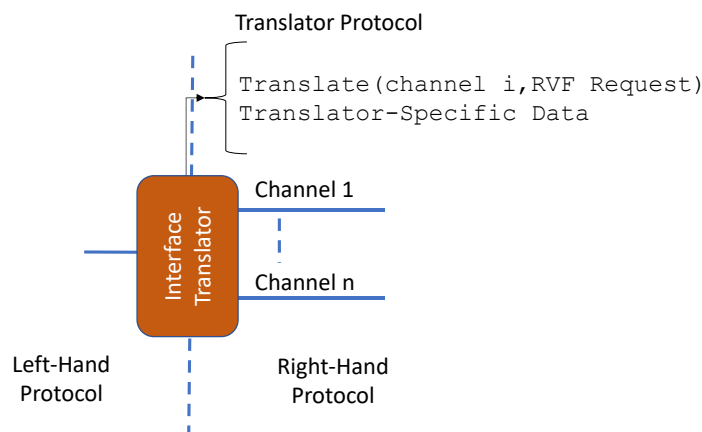 Translator Protocol
Translate(channel i,RVF Request)
Translator-Specific Data
Channel 1
Interface
Translator
Channel n
Left-Hand
Protocol
Right-Hand
Protocol